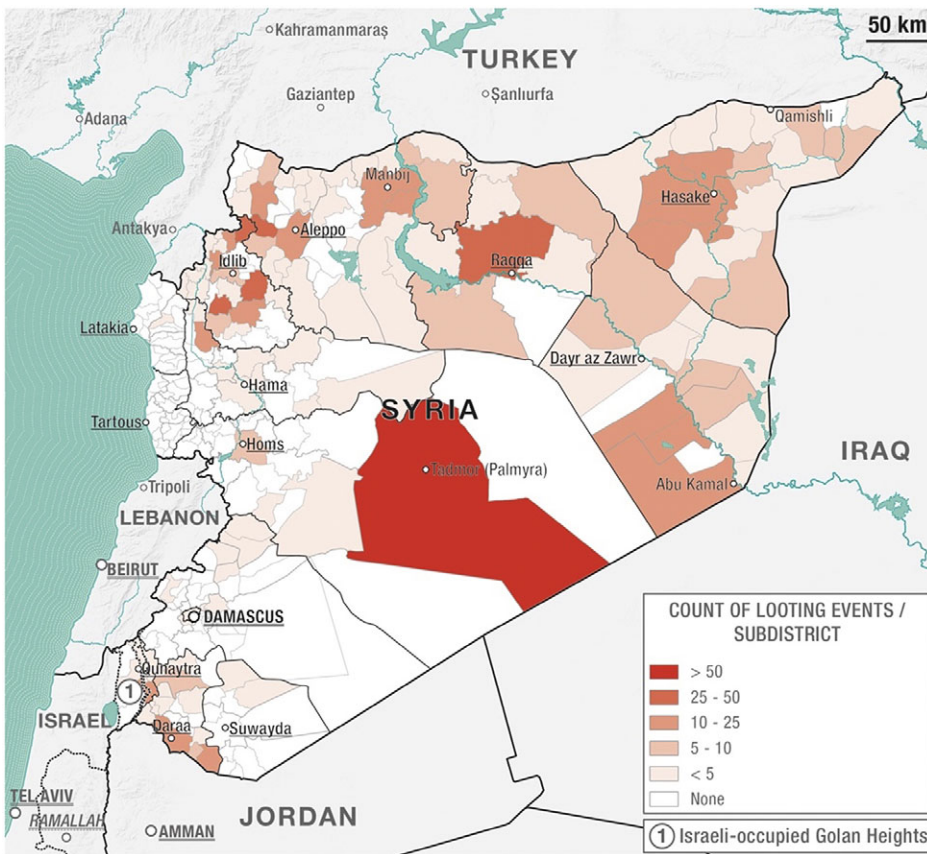 50 km
Kahramanmaraş
TURKEY
Gaziantep
Şanlıurfa
Adana
Qamishli
Manbij
Hasake
Antakya
Aleppo
Idlib
Raqqa
Latakia
Dayr az Zawr
Hama
SYRIA
Tartous
Homs
IRAQ
Tadmor (Palmyra)
Abu Kamal
Tripoli
LEBANON
BEIRUT
DAMASCUS
COUNT OF LOOTING EVENTS /
SUBDISTRICT
> 50
25 - 50
10 - 25
5 - 10
< 5
None
Qunaytra
1
ISRAEL
Daraa
Suwayda
TEL AVIV
RAMALLAH
JORDAN
AMMAN
1 Israeli-occupied Golan Heights